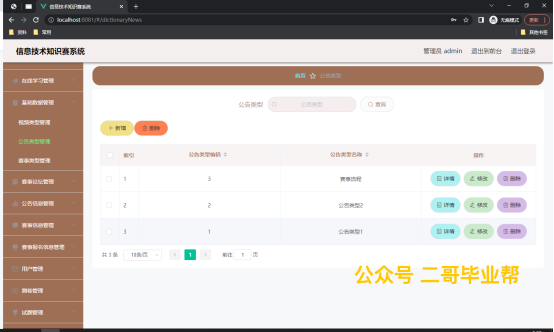 信息技术知识赛系统
localhost:8081/#/dictionaryNews
无痕模式
更新
资料
常用
其他书签
信息技术知识赛系统
管理员 admin
退出到前台
退出登录
在线学习管理
基础数据管理
视频类型管理
公告类型管理
赛事类型管理
赛事论坛管理
公告信息管理
赛事信息管理
赛事报名信息管理
用户管理
试题管理
首页 ☆ 公告类型
公告类型 公告类型 查询
+ 新增 删除
索引 公告类型编码 公告类型名称 操作
1 3 赛事流程 详情 修改 删除
2 2 公告类型2 详情 修改 删除
3 1 公告类型1 详情 修改 删除
共 3 条 10条/页 < 1 > 前往 1 页
公众号 二哥毕业帮